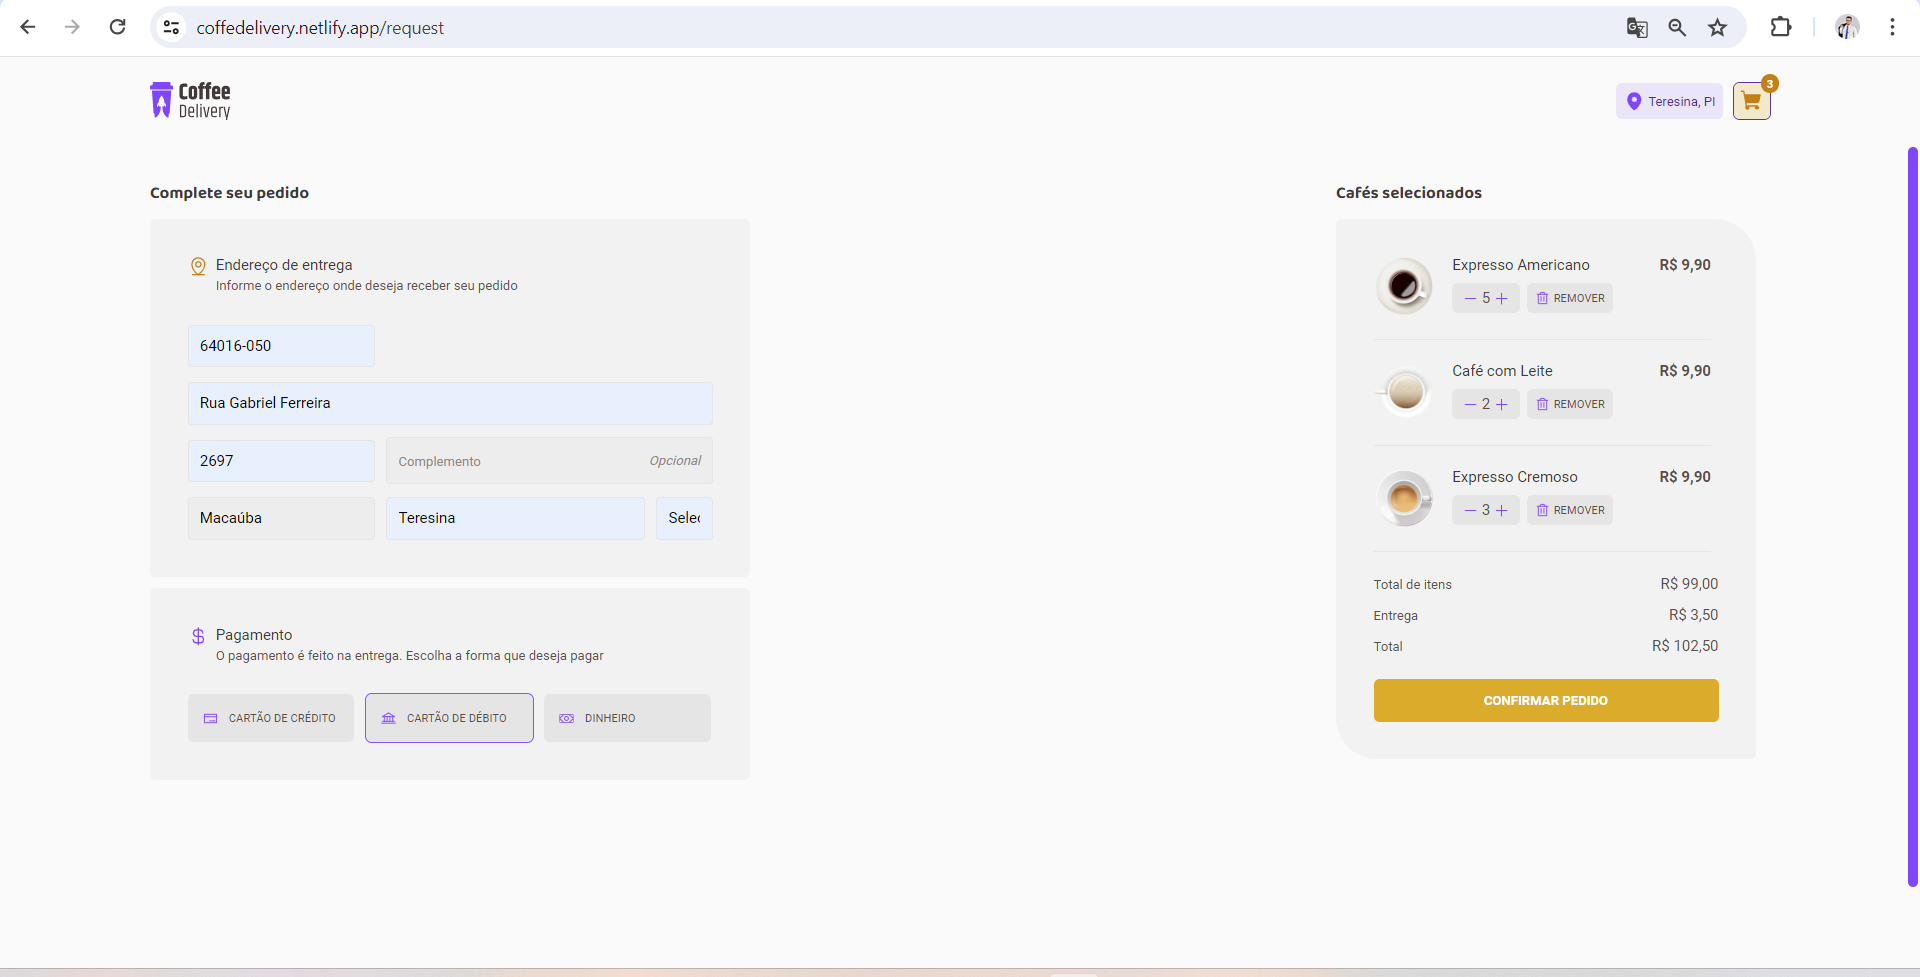 coffedelivery.netlify.app/request
Coffee
Delivery
Teresina, PI
3
Complete seu pedido
Endereço de entrega
Informe o endereço onde deseja receber seu pedido
64016-050
Rua Gabriel Ferreira
2697
Complemento
Opcional
Macaúba
Teresina
Selec
Pagamento
O pagamento é feito na entrega. Escolha a forma que deseja pagar
CARTÃO DE CRÉDITO
CARTÃO DE DÉBITO
DINHEIRO
Cafés selecionados
Expresso Americano
R$ 9,90
5
REMOVER
Café com Leite
R$ 9,90
2
REMOVER
Expresso Cremoso
R$ 9,90
3
REMOVER
Total de itens
R$ 99,00
Entrega
R$ 3,50
Total
R$ 102,50
CONFIRMAR PEDIDO